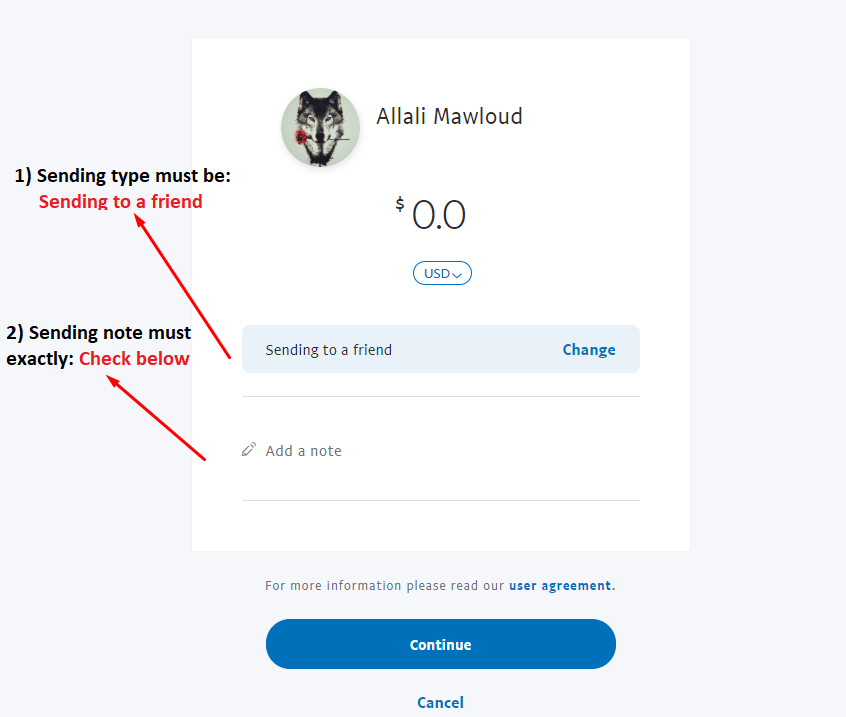 Allali Mawloud
1) Sending type must be:
Sending to a friend
$ 0.0
USD
2) Sending note must
exactly: Check below
Sending to a friend Change
Add a note
For more information please read our user agreement.
Continue
Cancel